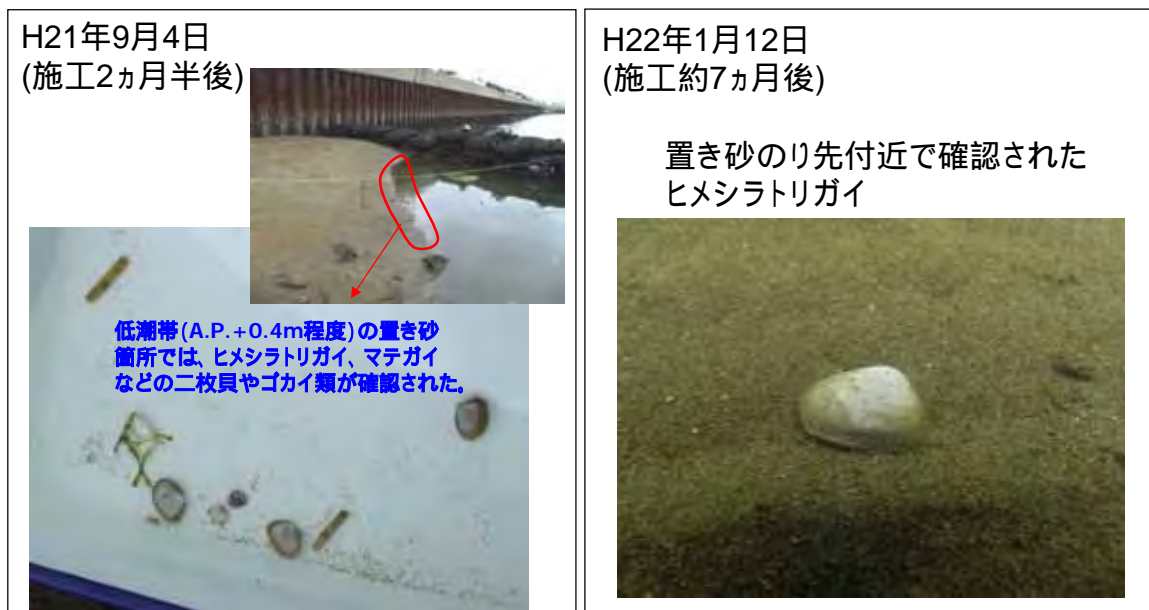 H21年9月4日
(施工2ヵ月半後)
低潮帯(A.P.+0.4m程度)の置き砂
箇所では、ヒメシラトリガイ、マテガイ
などの二枚貝やゴカイ類が確認された。
H22年1月12日
(施工約7ヵ月後)
置き砂のり先付近で確認された
ヒメシラトリガイ